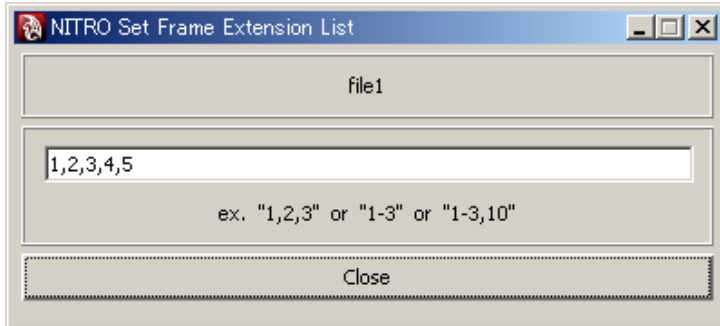 NITRO Set Frame Extension List
file1
1,2,3,4,5
ex. "1,2,3" or "1-3" or "1-3,10"
Close